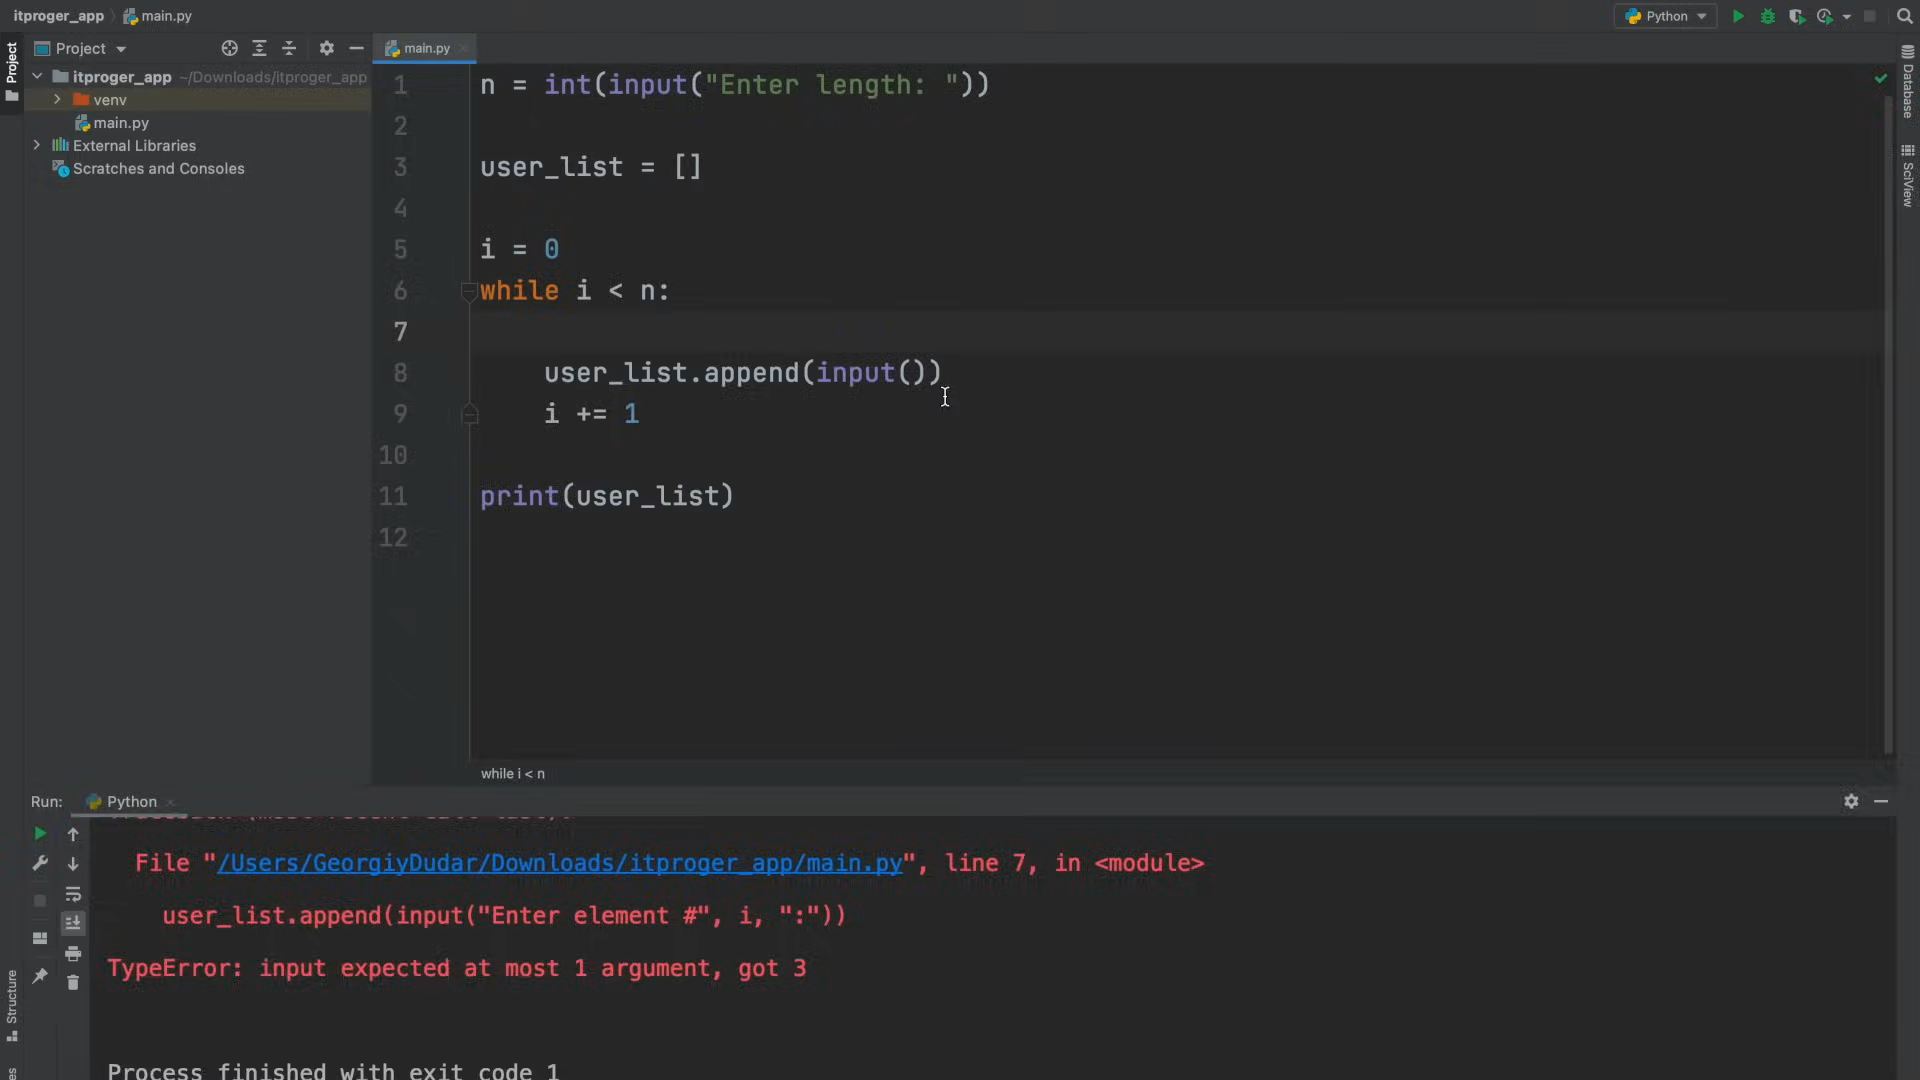 itproger_app
main.py
Python
Project
main.py
Project
itproger_app ~/Downloads/itproger_app
venv
main.py
External Libraries
Scratches and Consoles
1 n = int(input("Enter length: "))
2
3 user_list = []
4
5 i = 0
6 while i < n:
7
8 user_list.append(input())
9 i += 1
10
11 print(user_list)
12
while i < n
Database
SciView
Run: Python
File "/Users/GeorgiyDudar/Downloads/itproger_app/main.py", line 7, in <module>
user_list.append(input("Enter element #", i, ":"))
TypeError: input expected at most 1 argument, got 3
Process finished with exit code 1
Structure